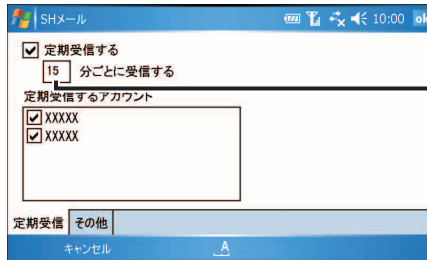 SHメール 10:00 ok
定期受信する
15 分ごとに受信する
定期受信するアカウント
XXXXX
XXXXX
定期受信 その他
キャンセル A